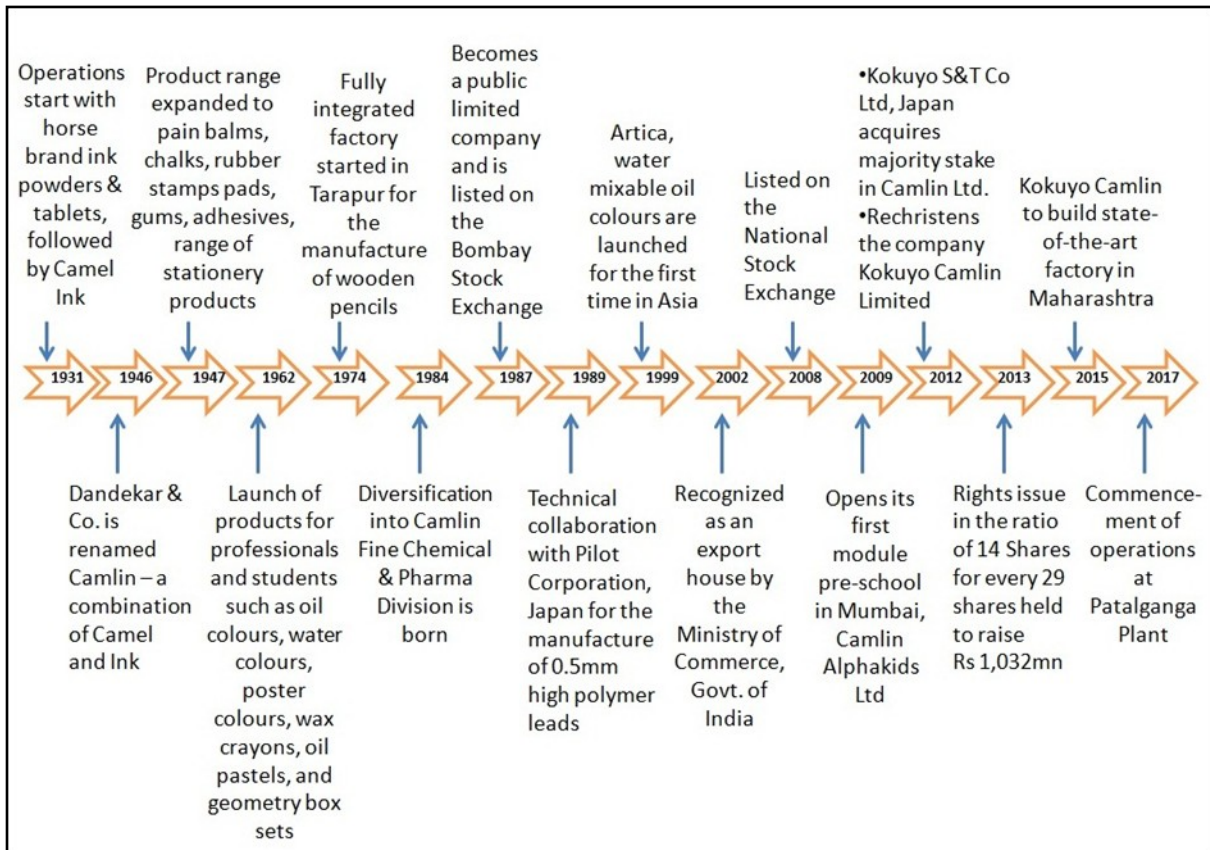 Operations
start with
horse
brand ink
powders &
tablets,
followed
by Camel
Ink
Product range
expanded to
pain balms,
chalks, rubber
stamps pads,
gums, adhesives,
range of
stationery
products
Fully
integrated
factory
started in
Tarapur for
the
manufacture
of wooden
pencils
Becomes
a public
limited
company
and is
listed on
the
Bombay
Stock
Exchange
Artica,
water
mixable oil
colours are
launched
for the first
time in Asia
Listed on
the
National
Stock
Exchange
•Kokuyo S&T Co
Ltd, Japan
acquires
majority stake
in Camlin Ltd.
•Rechristens
the company
Kokuyo Camlin
Limited
Kokuyo Camlin
to build state-
of-the-art
factory in
Maharashtra
1931 1946 1947 1962 1974 1984 1987 1989 1999 2002 2008 2009 2012 2013 2015 2017
Dandekar &
Co. is
renamed
Camlin – a
combination
of Camel
and Ink
Launch of
products for
professionals
and students
such as oil
colours, water
colours,
poster
colours, wax
crayons, oil
pastels, and
geometry box
sets
Diversification
into Camlin
Fine Chemical
& Pharma
Division is
born
Technical
collaboration
with Pilot
Corporation,
Japan for the
manufacture
of 0.5mm
high polymer
leads
Recognized
as an
export
house by
the
Ministry of
Commerce,
Govt. of
India
Opens its
first
module
pre-school
in Mumbai,
Camlin
Alphakids
Ltd
Rights issue
in the ratio
of 14 Shares
for every 29
shares held
to raise
Rs 1,032mn
Commence-
ment of
operations
at
Patalganga
Plant